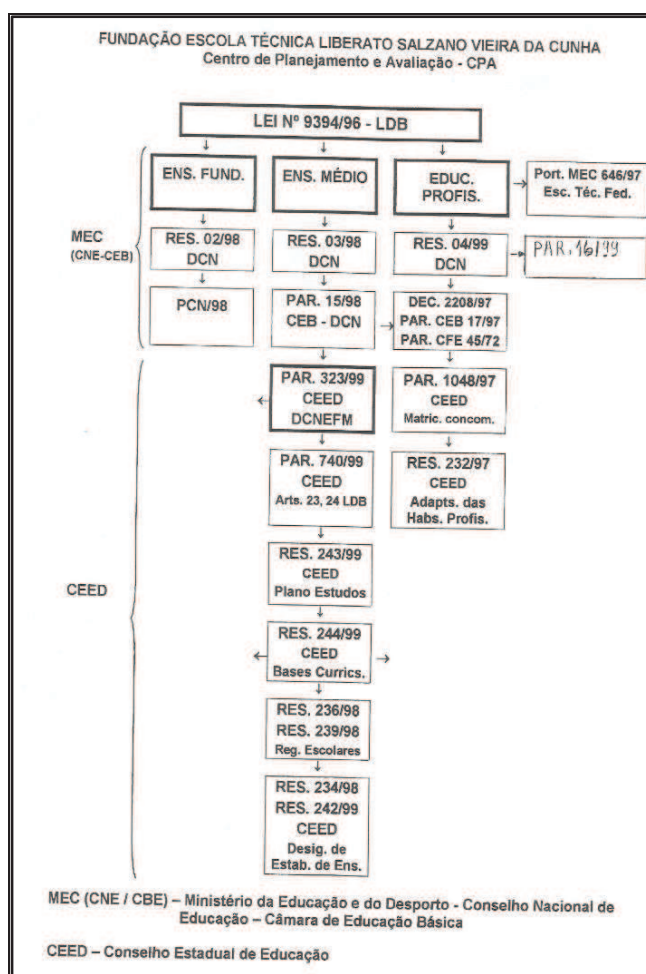 FUNDAÇÃO ESCOLA TÉCNICA LIBERATO SALZANO VIEIRA DA CUNHA
Centro de Planejamento e Avaliação - CPA
LEI Nº 9394/96 - LDB
MEC
(CNE-CEB)
ENS. FUND.
RES. 02/98
DCN
PCN/98
ENS. MÉDIO
RES. 03/98
DCN
PAR. 15/98
CEB - DCN
EDUC.
PROFIS.
RES. 04/99
DCN
DEC. 2208/97
PAR. CEB 17/97
PAR. CFE 45/72
Port. MEC 646/97
Esc. Téc. Fed.
PAR. 16/99
CEED
PAR. 323/99
CEED
DCNEFM
PAR. 740/99
CEED
Arts. 23, 24 LDB
RES. 243/99
CEED
Plano Estudos
RES. 244/99
CEED
Bases Currics.
RES. 236/98
RES. 239/98
Reg. Escolares
RES. 234/98
RES. 242/99
CEED
Desig. de
Estab. de Ens.
PAR. 1048/97
CEED
Matric. concom.
RES. 232/97
CEED
Adapts. das
Habs. Profis.
MEC (CNE / CBE) – Ministério da Educação e do Desporto - Conselho Nacional de
Educação – Câmara de Educação Básica
CEED – Conselho Estadual de Educação